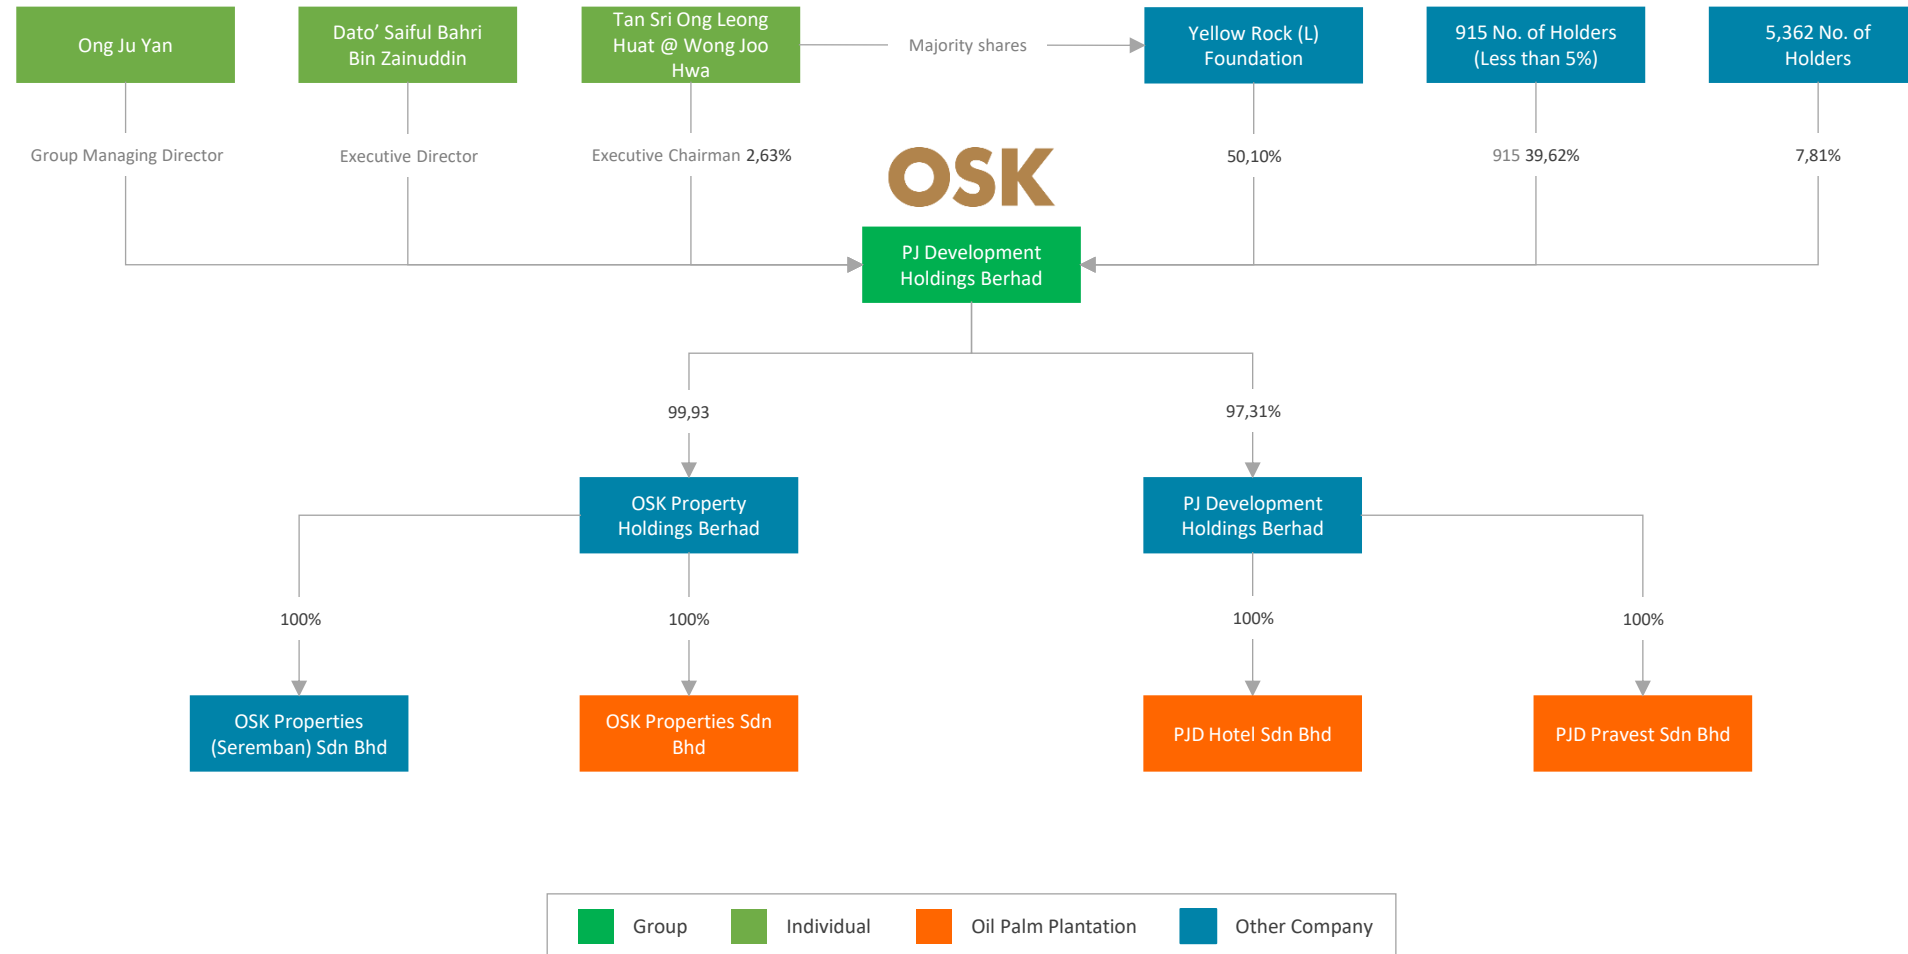 Ong Ju Yan
Dato’ Saiful Bahri
Bin Zainuddin
Tan Sri Ong Leong
Huat @ Wong Joo
Hwa
Majority shares
Yellow Rock (L)
Foundation
915 No. of Holders
(Less than 5%)
5,362 No. of
Holders
Group Managing Director
Executive Director
Executive Chairman 2,63%
50,10%
915 39,62%
7,81%
OSK
PJ Development
Holdings Berhad
99,93
97,31%
OSK Property
Holdings Berhad
PJ Development
Holdings Berhad
100%
100%
100%
100%
OSK Properties
(Seremban) Sdn Bhd
OSK Properties Sdn
Bhd
PJD Hotel Sdn Bhd
PJD Pravest Sdn Bhd
Group
Individual
Oil Palm Plantation
Other Company